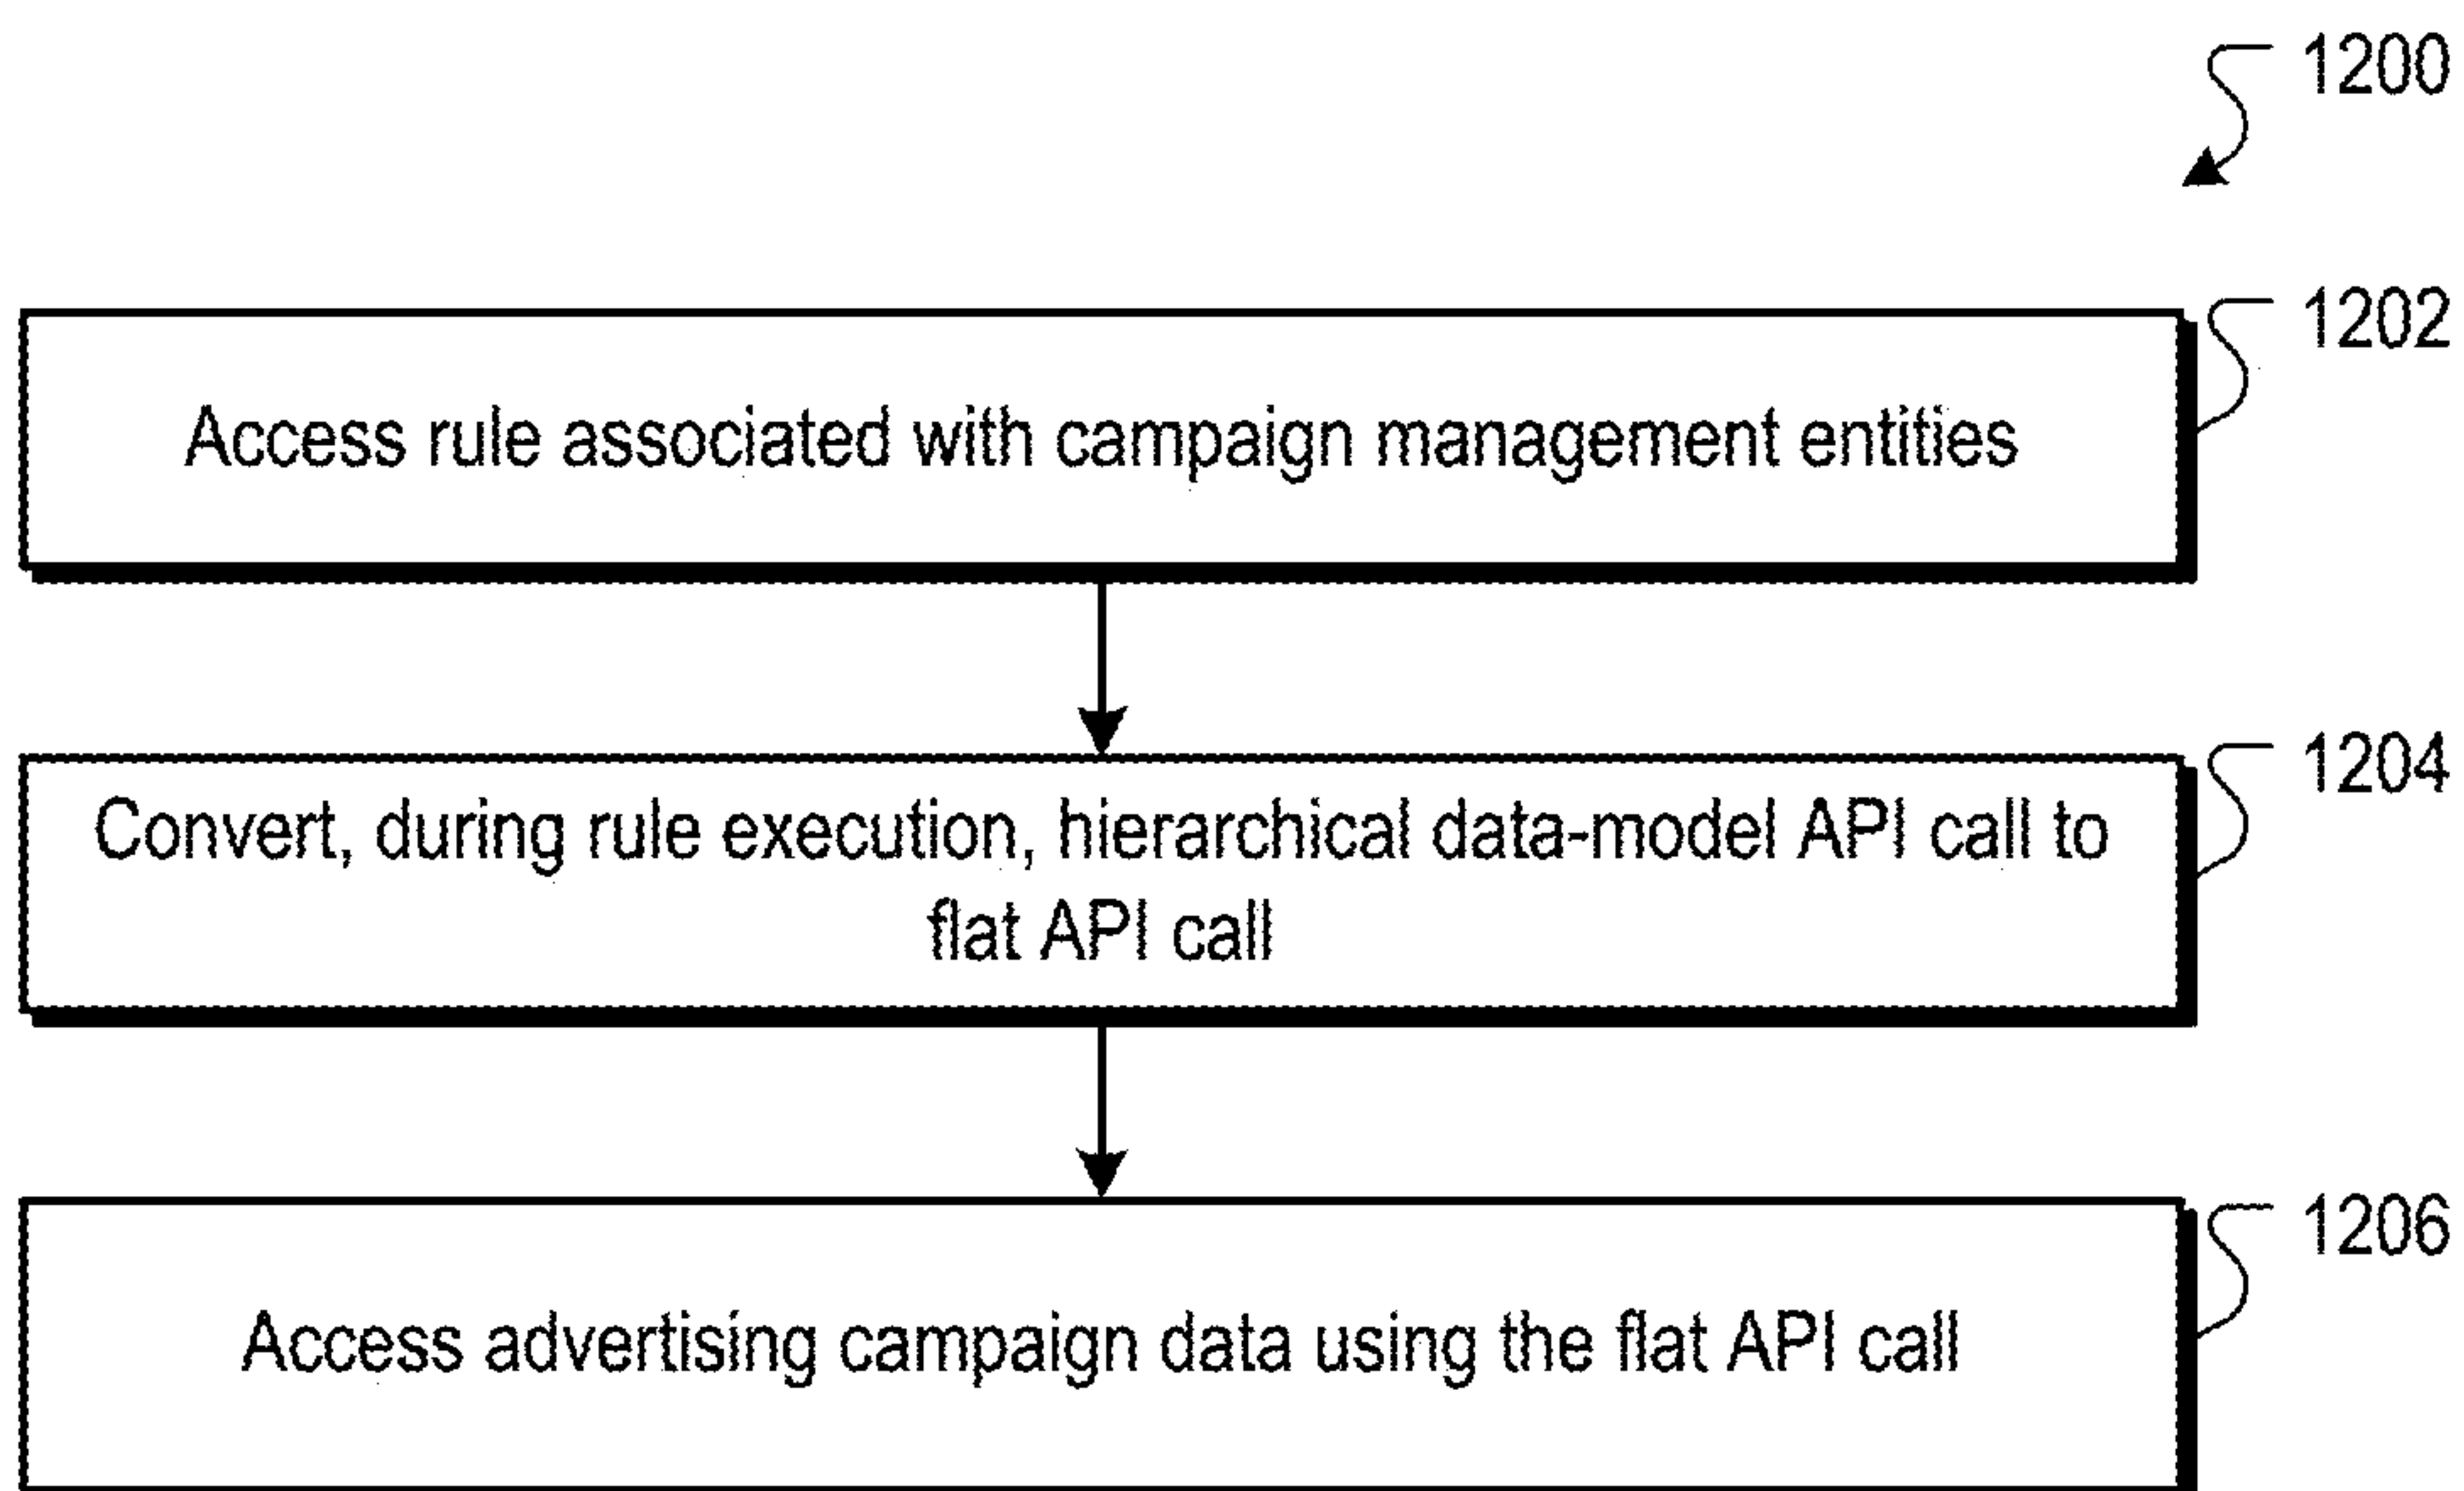 1200
1202
Access rule associated with campaign management entities
1204
Convert, during rule execution, hierarchical data-model API call to
flat API call
1206
Access advertising campaign data using the flat API call